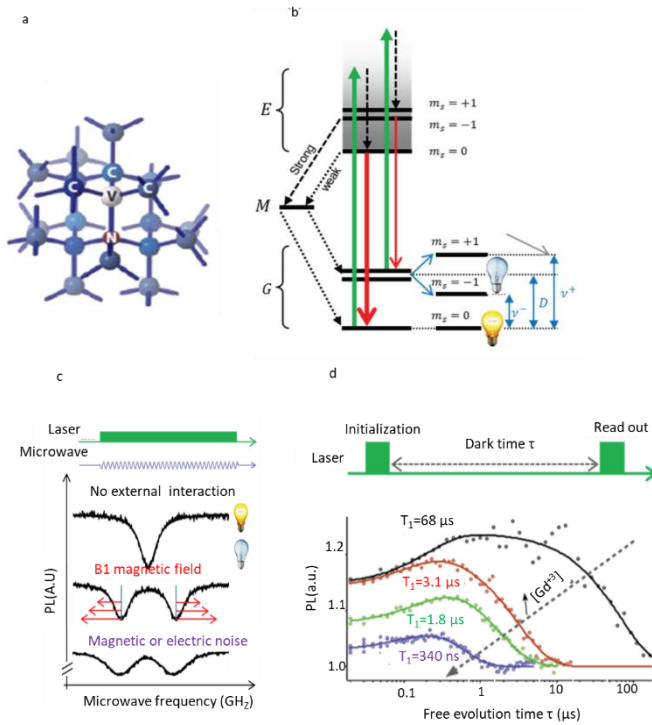 a
C
C
C
V
N
b
E
M
G
Strong
weak
m_s = +1
m_s = −1
m_s = 0
m_s = +1
m_s = −1
m_s = 0
ν⁻
D
ν⁺
c
Laser
Microwave
No external interaction
B1 magnetic field
Magnetic or electric noise
PL(A.U)
Microwave frequency (GHz)
d
Initialization
Read out
Laser
Dark time τ
T₁=68 µs
T₁=3.1 µs
T₁=1.8 µs
T₁=340 ns
[Gd⁺³]
PL(a.u.)
1.2
1.1
1.0
0.1
1
10
100
Free evolution time τ (µs)